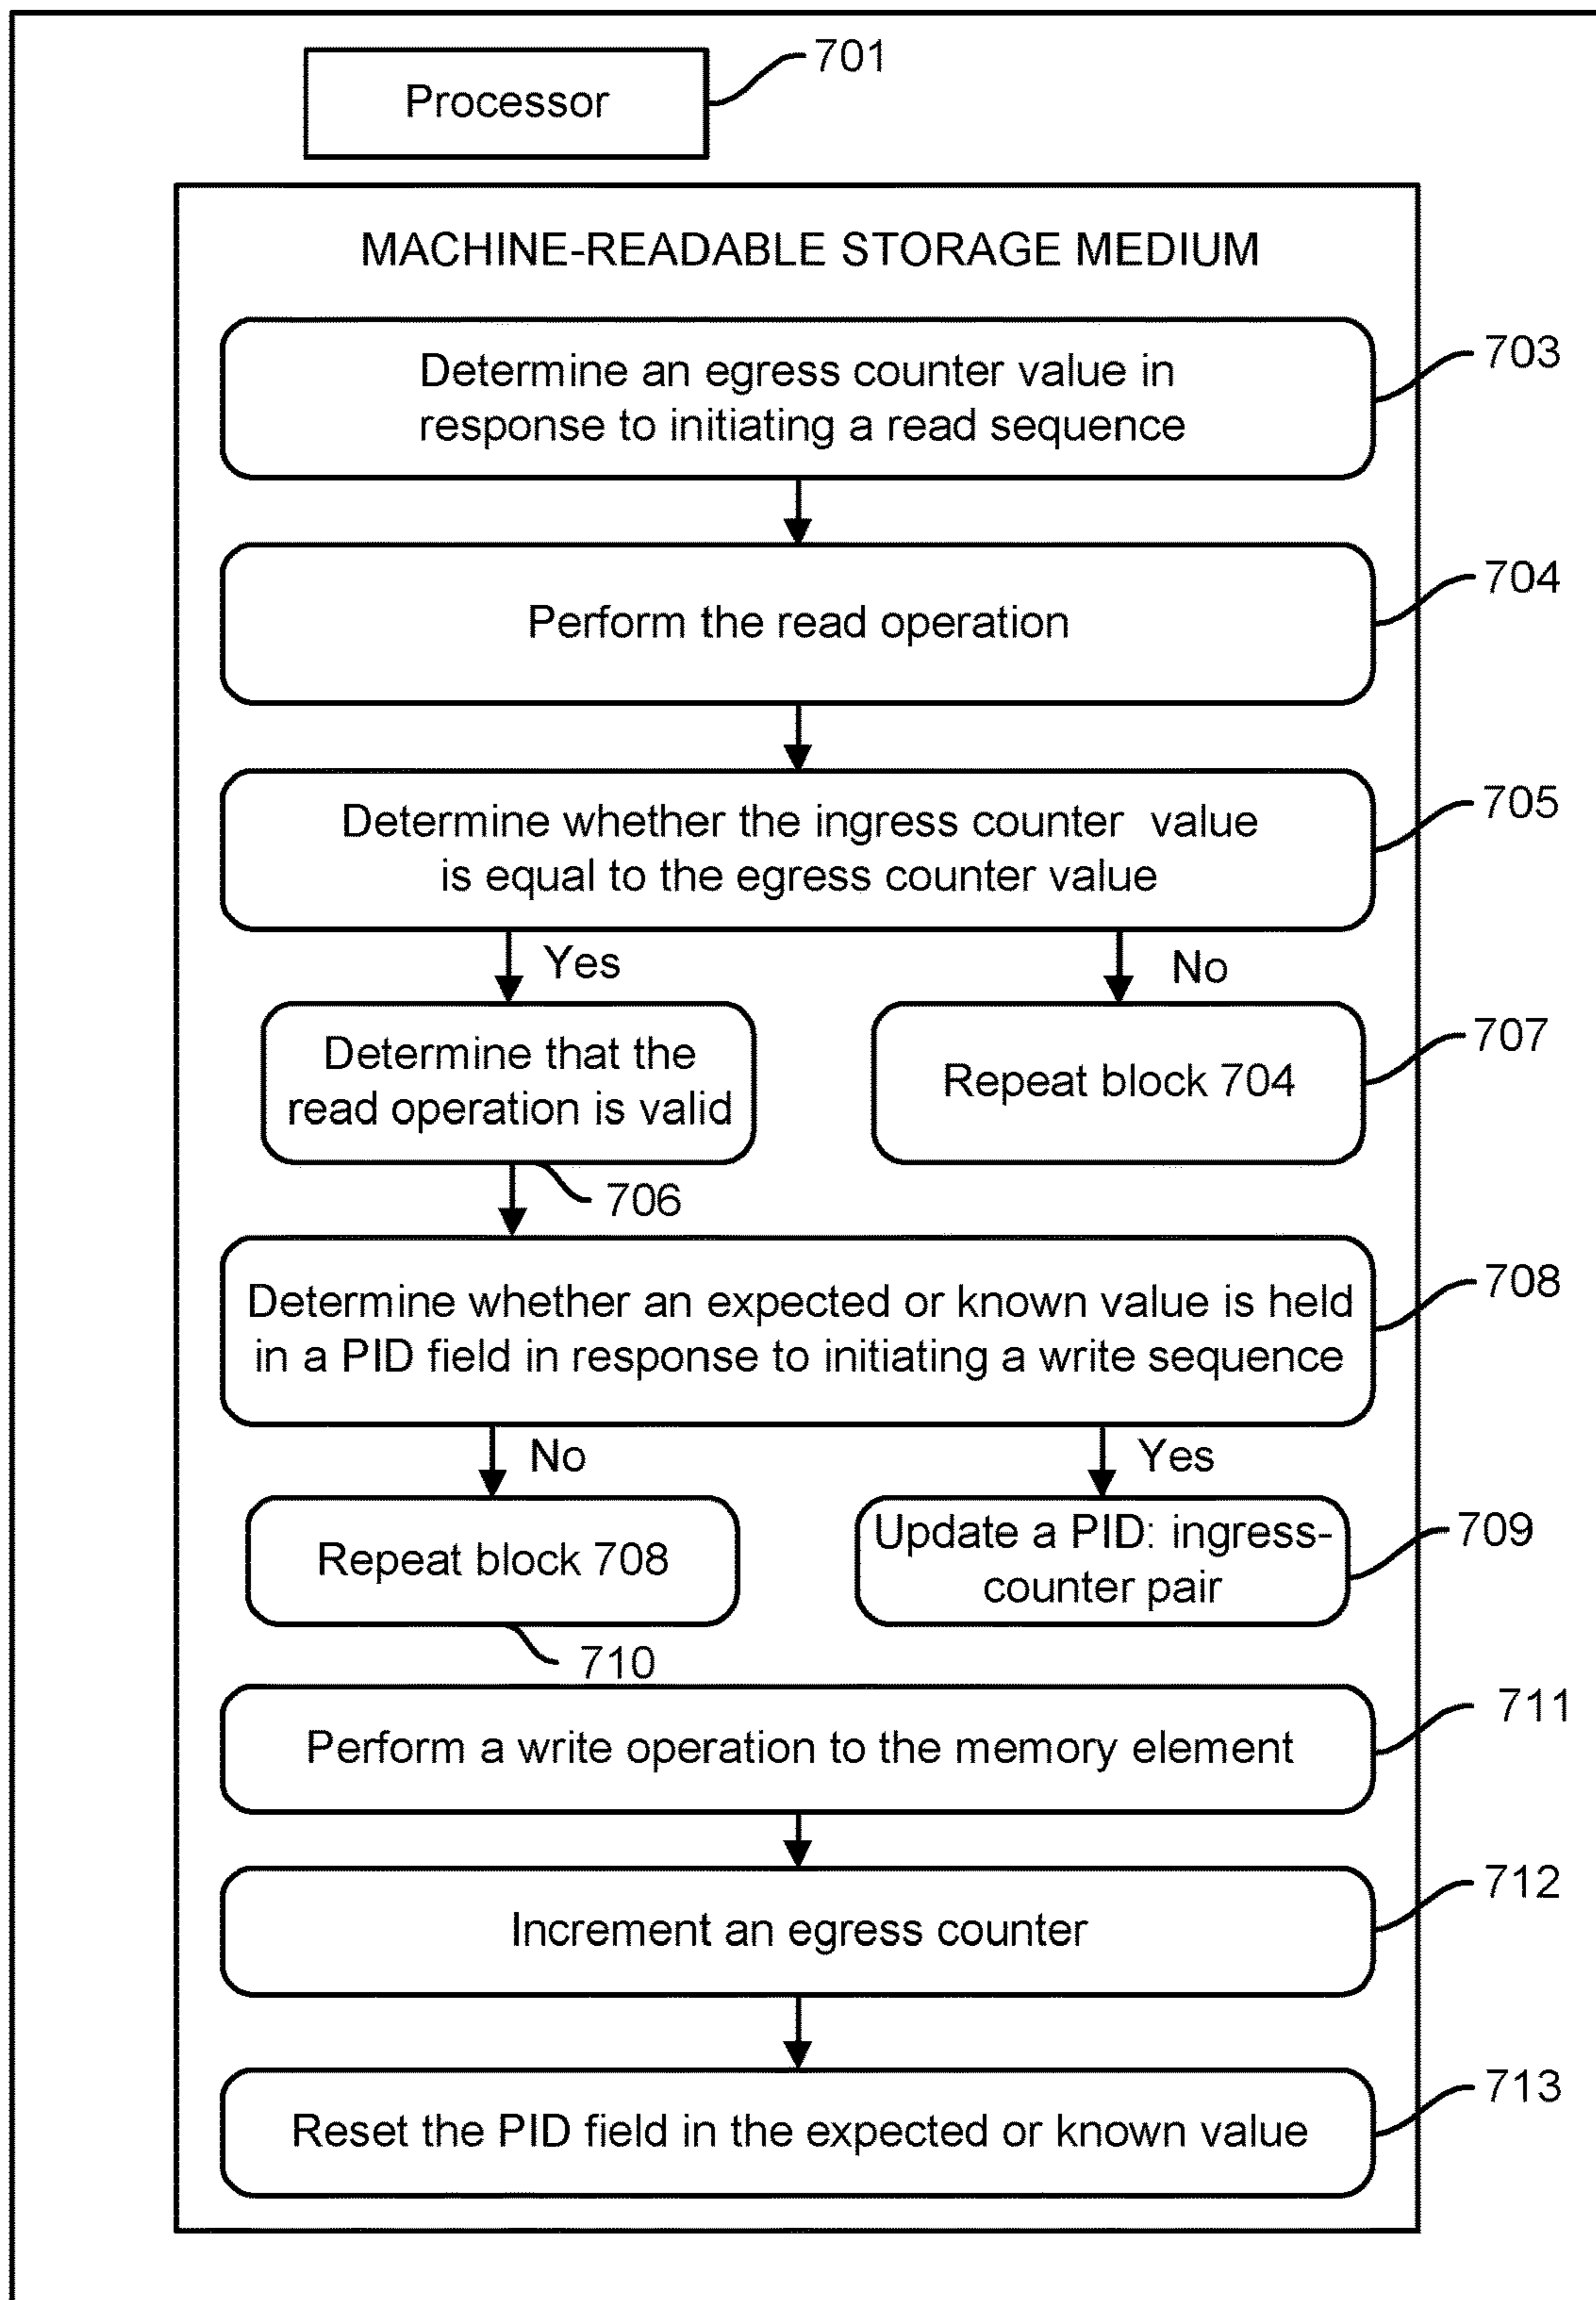 701
Processor
MACHINE-READABLE STORAGE MEDIUM
703
Determine an egress counter value in
response to initiating a read sequence
704
Perform the read operation
705
Determine whether the ingress counter value
is equal to the egress counter value
Yes
No
Determine that the
read operation is valid
706
Repeat block 704
707
708
Determine whether an expected or known value is held
in a PID field in response to initiating a write sequence
No
Yes
Repeat block 708
710
Update a PID: ingress-
counter pair
709
711
Perform a write operation to the memory element
712
Increment an egress counter
713
Reset the PID field in the expected or known value